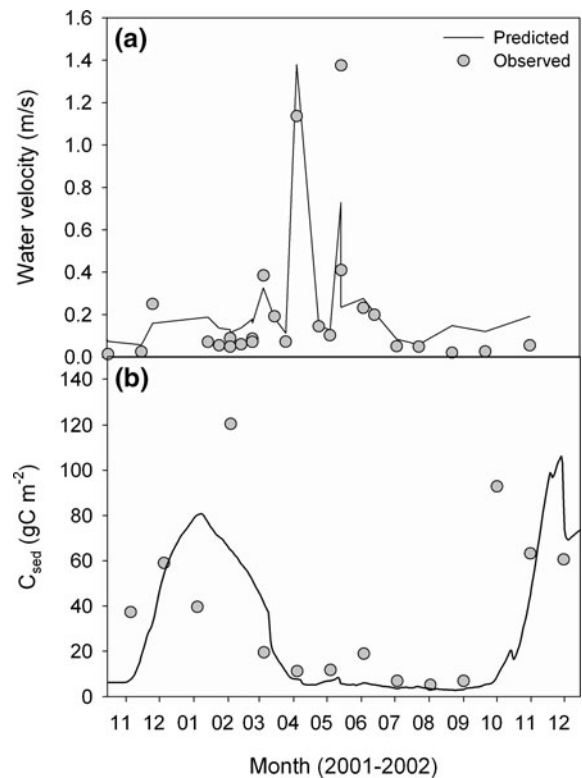 (a)
Predicted
Observed
Water velocity (m/s)
1.6
1.4
1.2
1.0
0.8
0.6
0.4
0.2
0.0
(b)
C_sed (gC m⁻²)
140
120
100
80
60
40
20
0
11 12 01 02 03 04 05 06 07 08 09 10 11 12
Month (2001-2002)